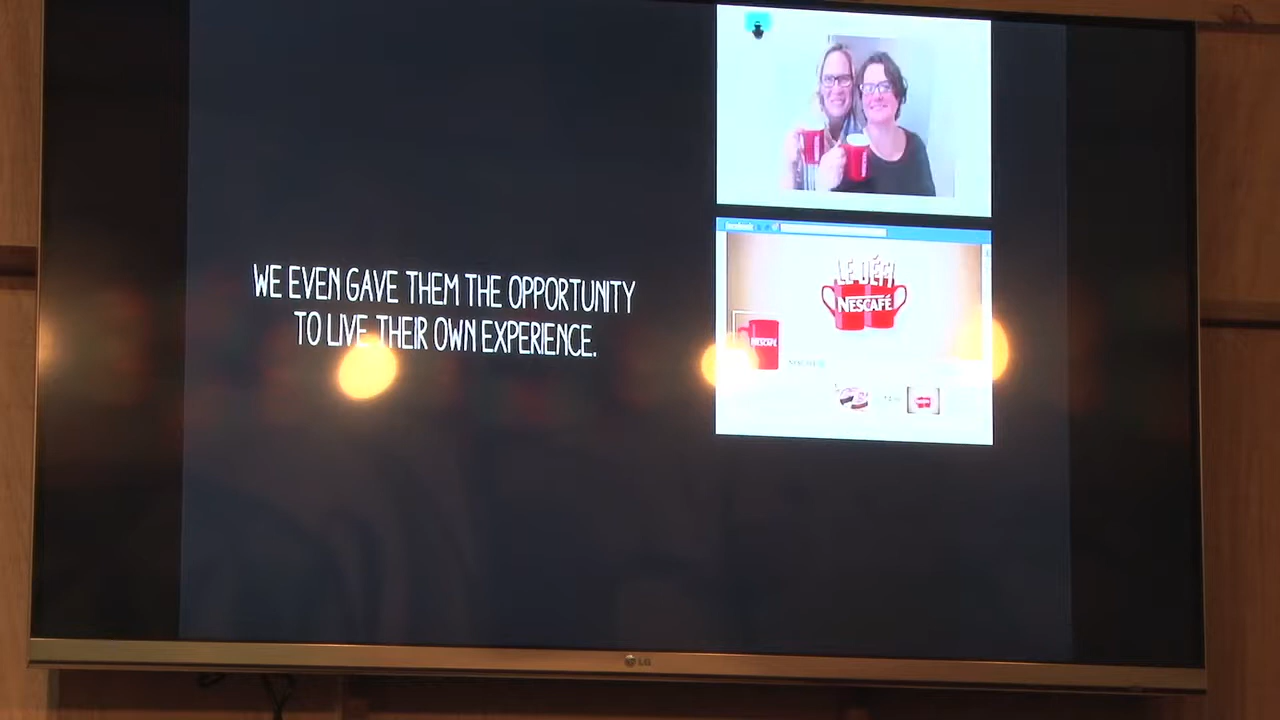 WE EVEN GAVE THEM THE OPPORTUNITY
TO LIVE THEIR OWN EXPERIENCE.
LE DÉFI
NESCAFÉ
NESCAFÉ
LG